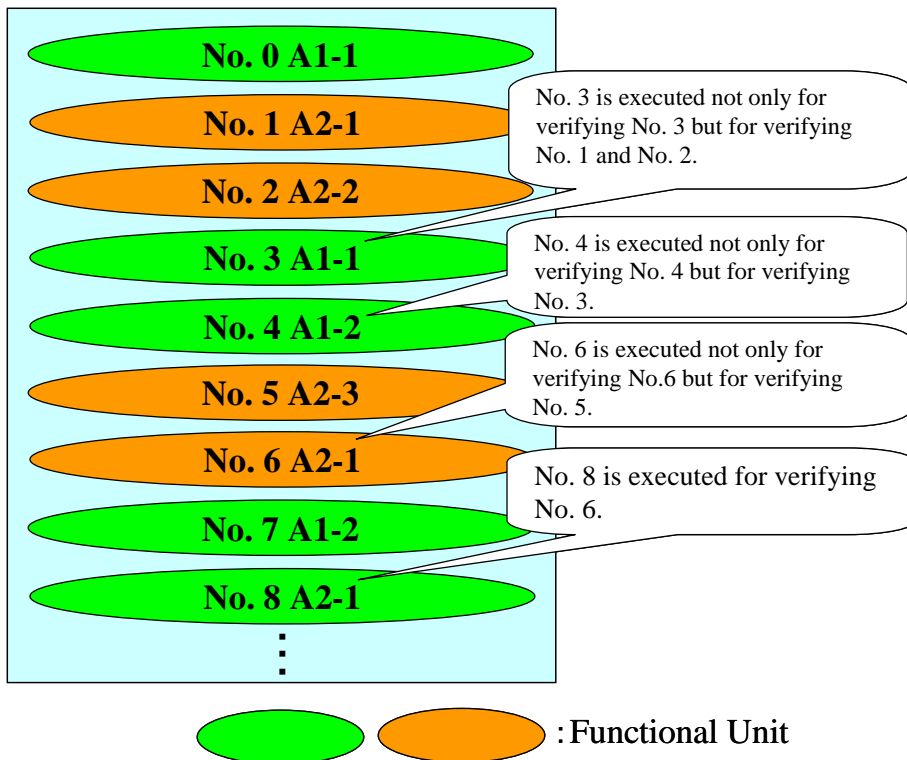 No. 0 A1-1
No. 1 A2-1
No. 2 A2-2
No. 3 A1-1
No. 4 A1-2
No. 5 A2-3
No. 6 A2-1
No. 7 A1-2
No. 8 A2-1
⋮
No. 3 is executed not only for
verifying No. 3 but for verifying
No. 1 and No. 2.
No. 4 is executed not only for
verifying No. 4 but for verifying
No. 3.
No. 6 is executed not only for
verifying No.6 but for verifying
No. 5.
No. 8 is executed for verifying
No. 6.
: Functional Unit